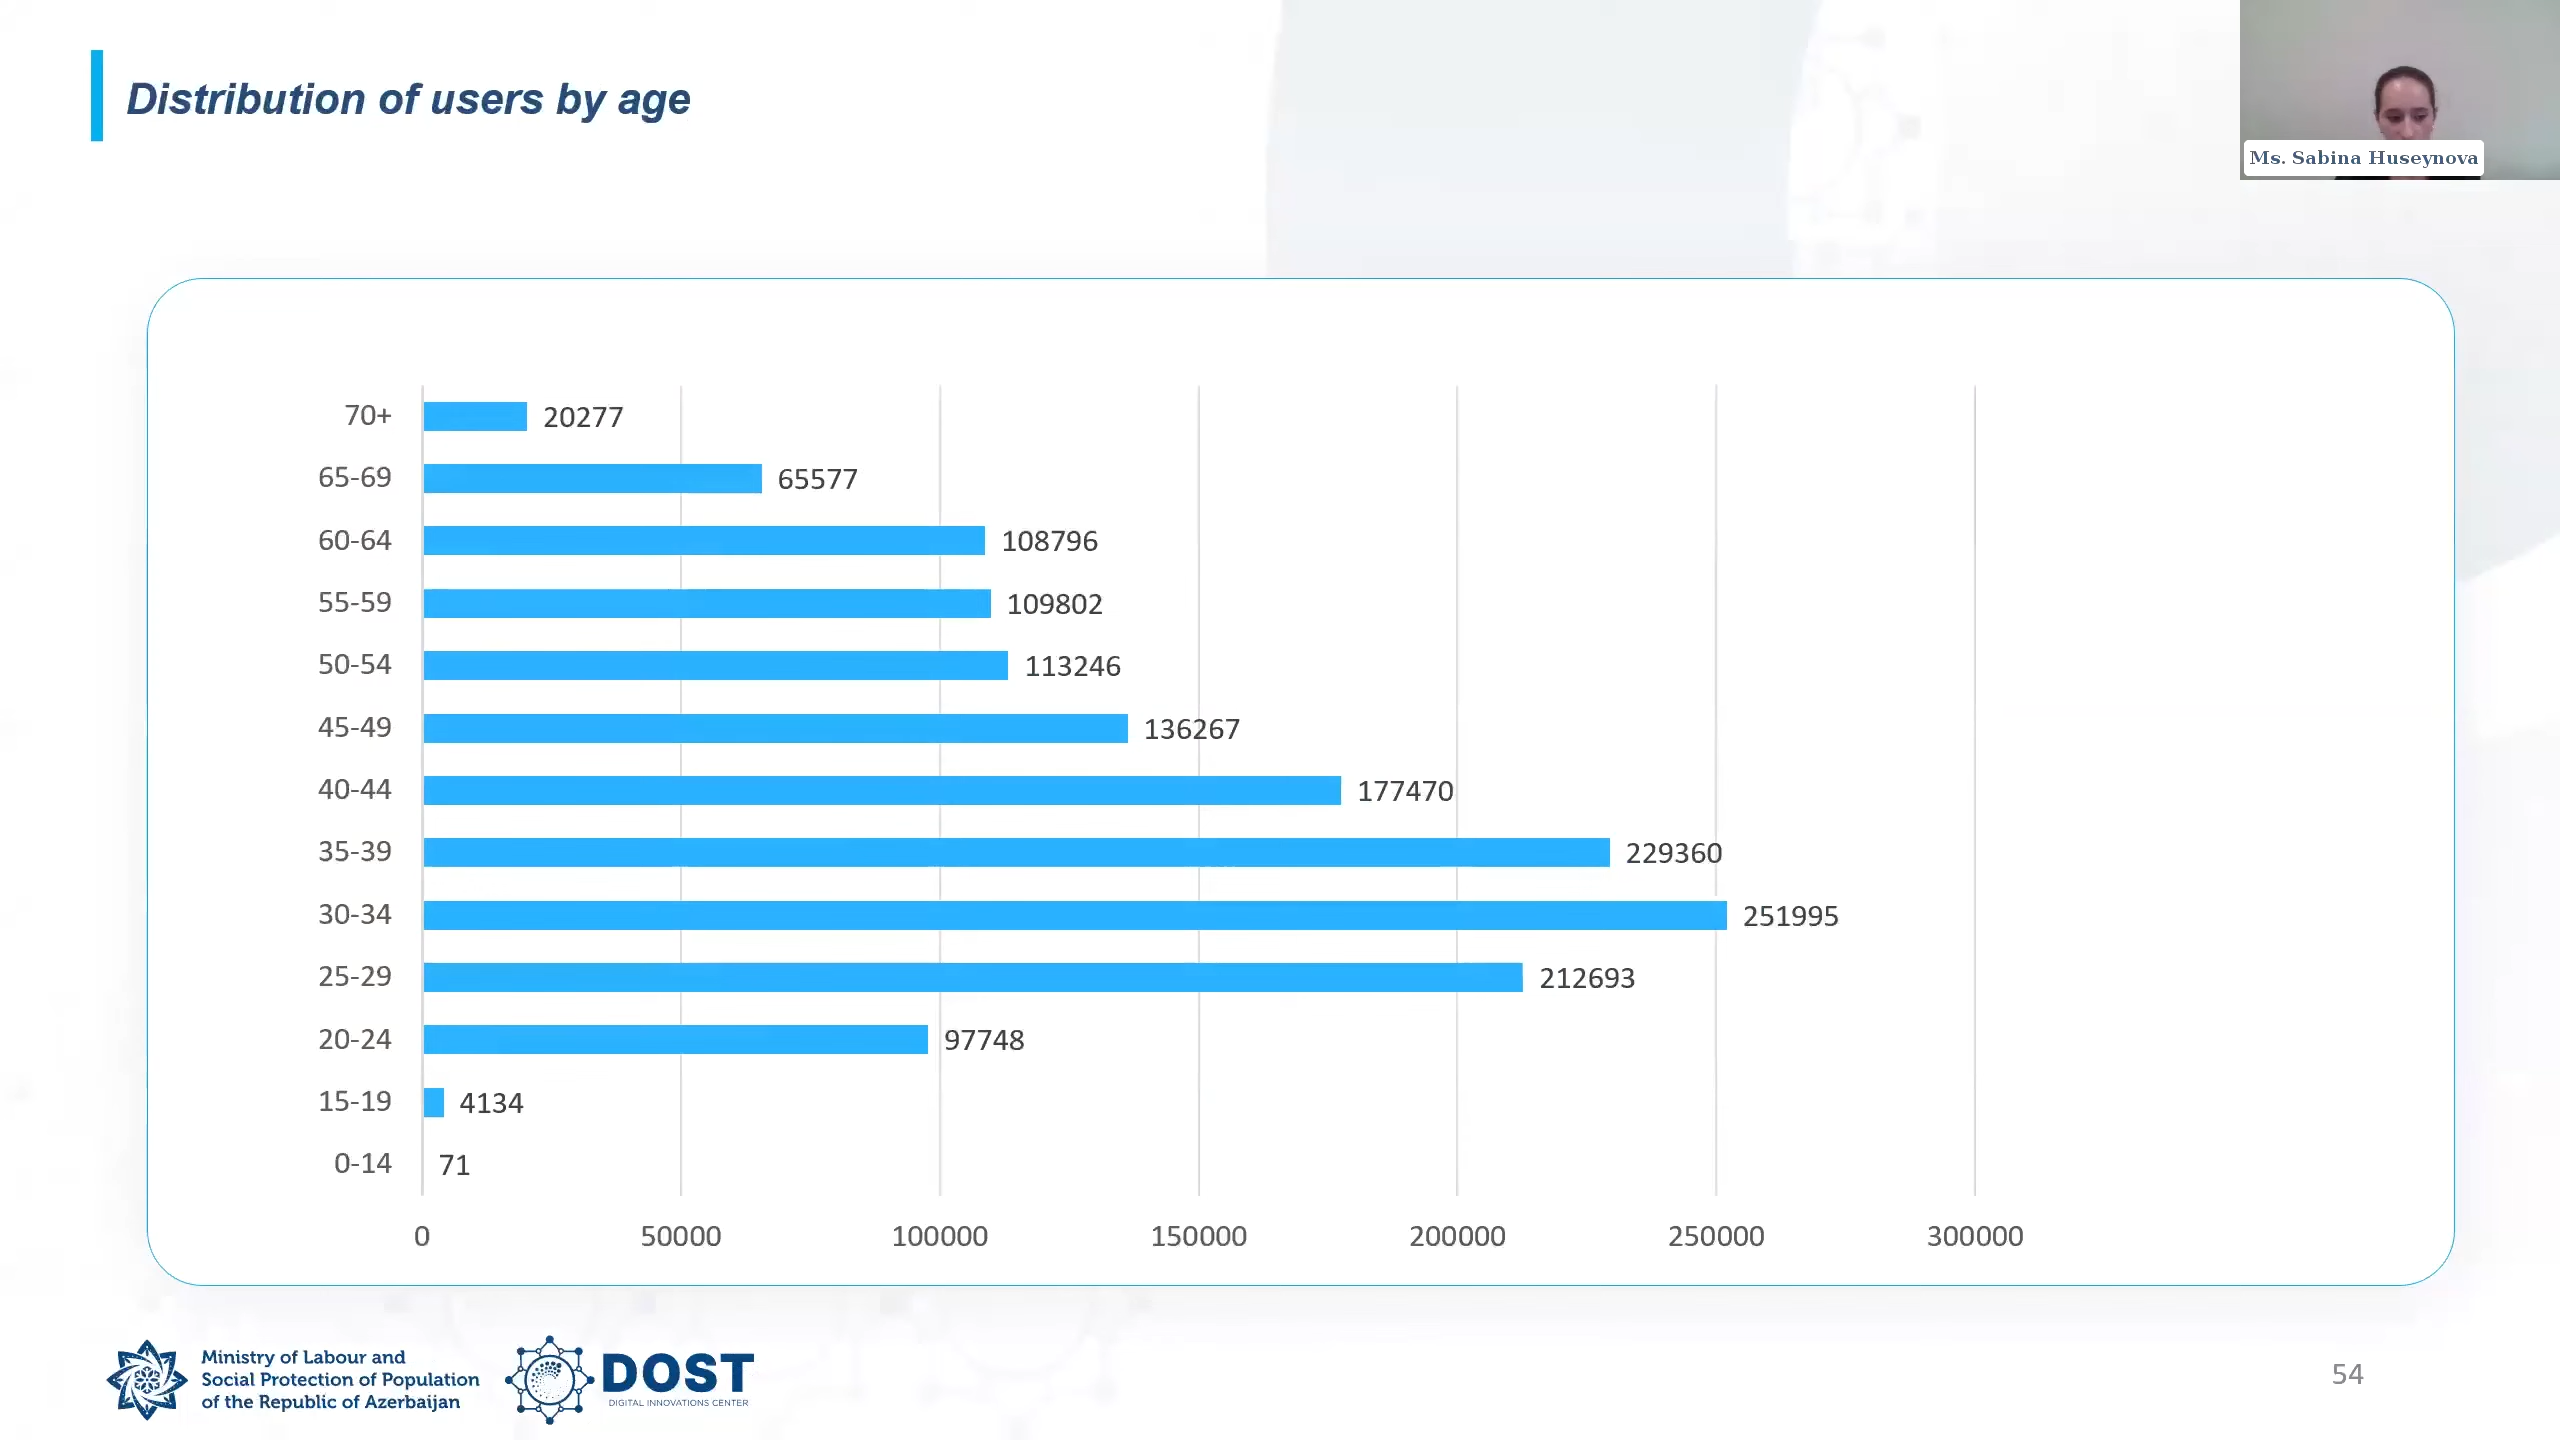 Distribution of users by age
Ms. Sabina Huseynova
70+ 20277
65-69 65577
60-64 108796
55-59 109802
50-54 113246
45-49 136267
40-44 177470
35-39 229360
30-34 251995
25-29 212693
20-24 97748
15-19 4134
0-14 71
0 50000 100000 150000 200000 250000 300000
Ministry of Labour and
Social Protection of Population
of the Republic of Azerbaijan
DOST
DIGITAL INNOVATIONS CENTER
54